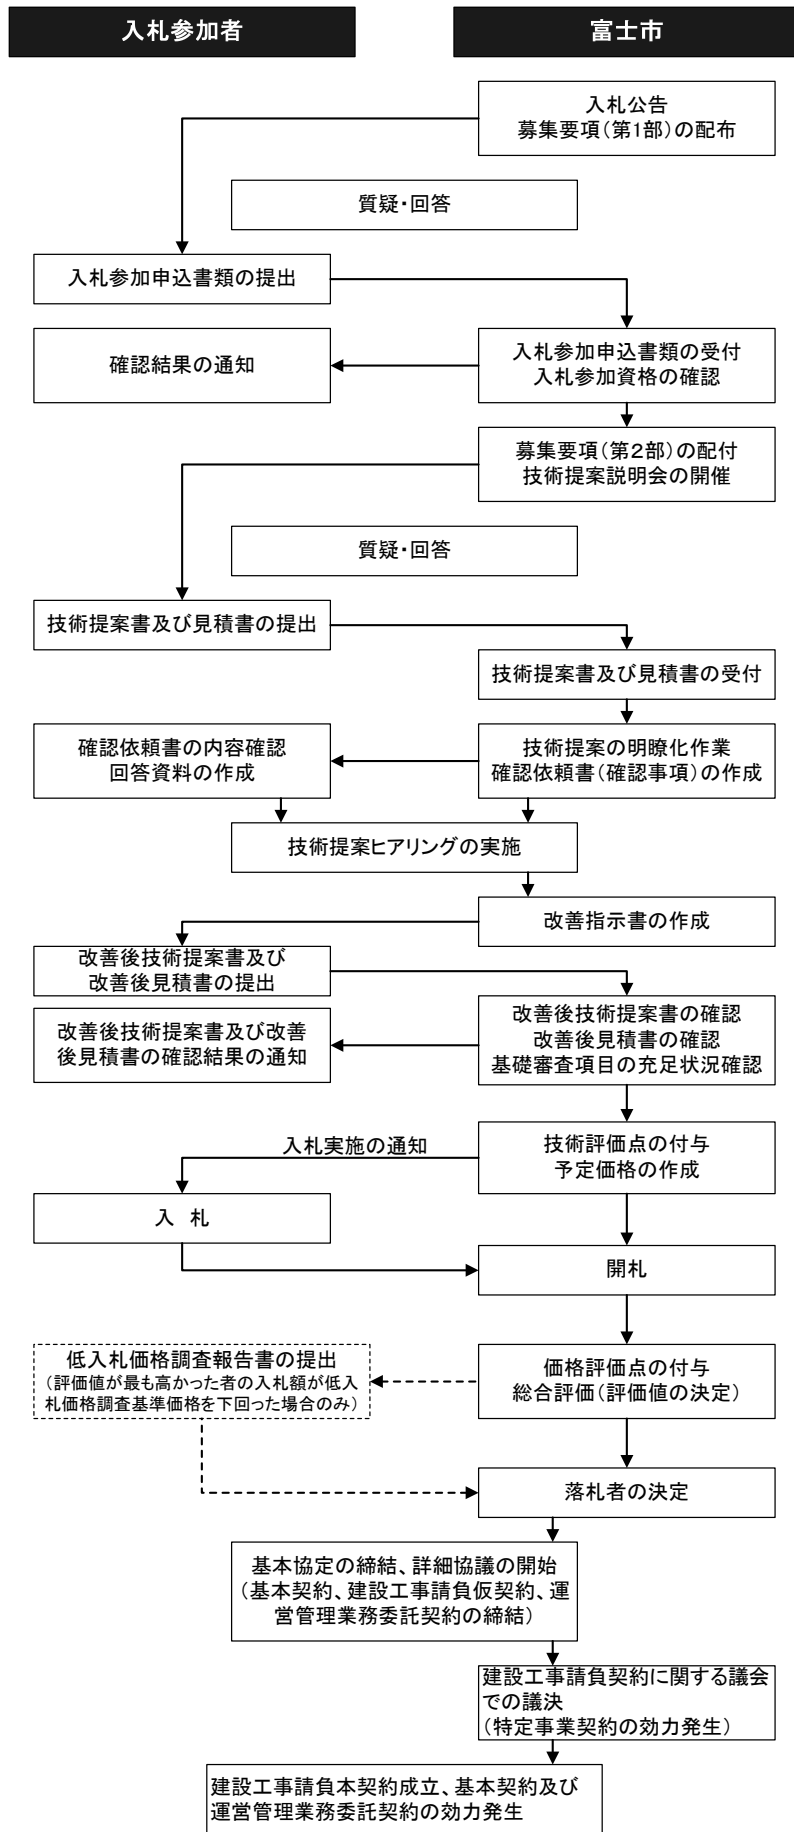 入札参加者
富士市
入札公告
募集要項(第1部)の配布
質疑・回答
入札参加申込書類の提出
入札参加申込書類の受付
入札参加資格の確認
確認結果の通知
募集要項(第2部)の配付
技術提案説明会の開催
質疑・回答
技術提案書及び見積書の提出
技術提案書及び見積書の受付
技術提案の明瞭化作業
確認依頼書(確認事項)の作成
確認依頼書の内容確認
回答資料の作成
技術提案ヒアリングの実施
改善指示書の作成
改善後技術提案書及び
改善後見積書の提出
改善後技術提案書の確認
改善後見積書の確認
基礎審査項目の充足状況確認
改善後技術提案書及び改善
後見積書の確認結果の通知
技術評価点の付与
予定価格の作成
入札実施の通知
入 札
開札
価格評価点の付与
総合評価(評価値の決定)
低入札価格調査報告書の提出
(評価値が最も高かった者の入札額が低入
札価格調査基準価格を下回った場合のみ)
落札者の決定
基本協定の締結、詳細協議の開始
(基本契約、建設工事請負仮契約、運
営管理業務委託契約の締結)
建設工事請負契約に関する議会
での議決
(特定事業契約の効力発生)
建設工事請負本契約成立、基本契約及び
運営管理業務委託契約の効力発生